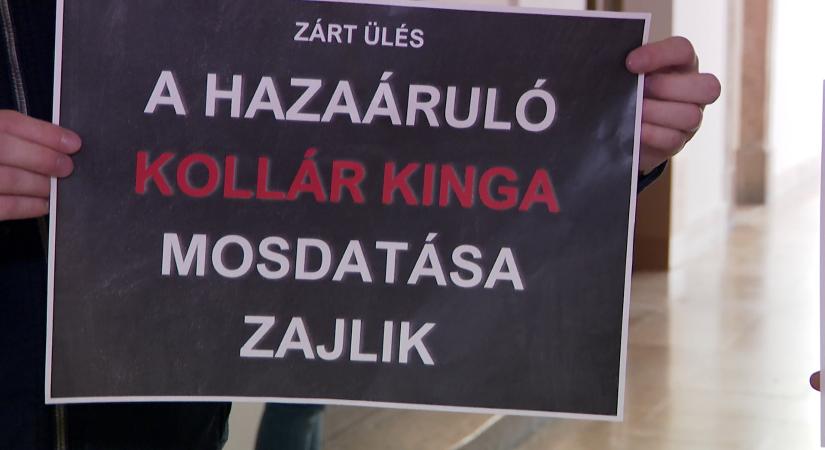 ZÁRT ÜLÉS
A HAZAÁRULÓ
KOLLÁR KINGA
MOSDATÁSA
ZAJLIK